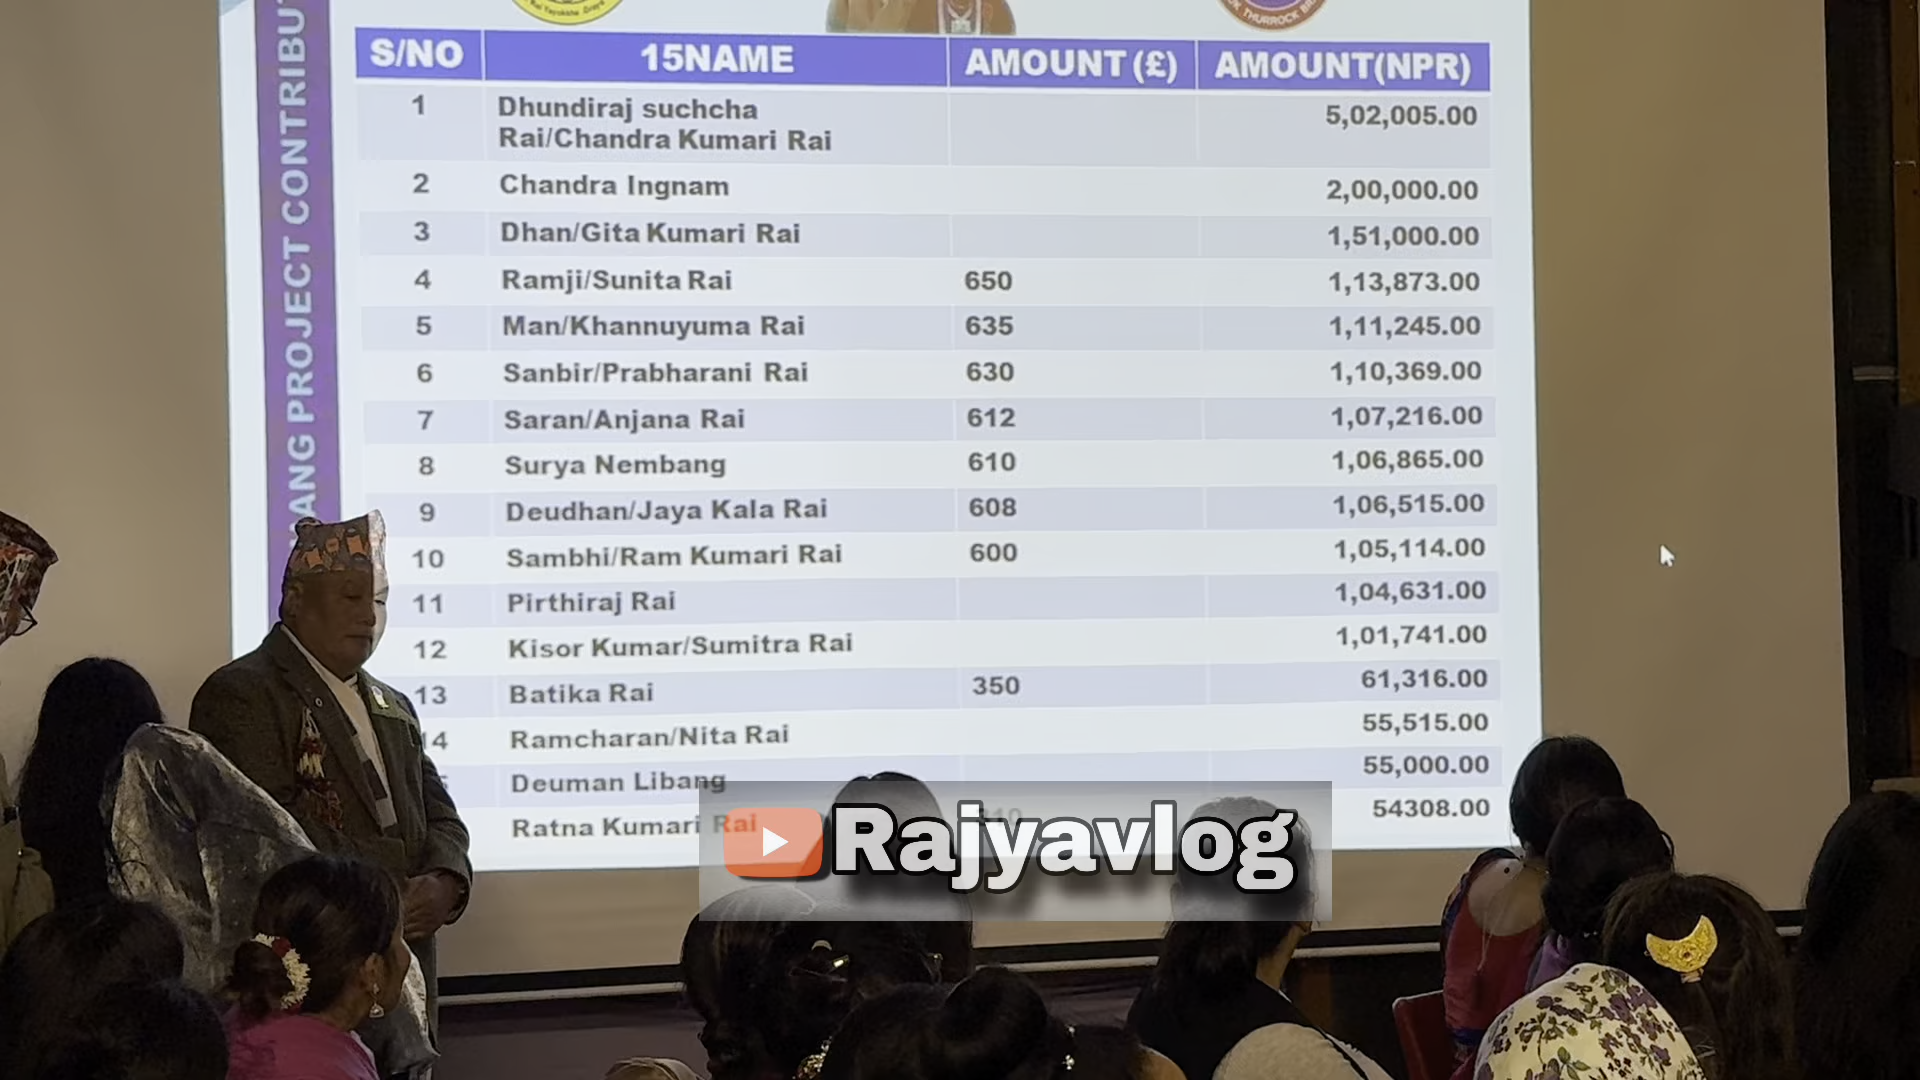 Rai Yayokkha
THURROCK
ANG PROJECT CONTRIBUT
S/NO 15NAME AMOUNT (£) AMOUNT(NPR)
1 Dhundiraj suchcha Rai/Chandra Kumari Rai 5,02,005.00
2 Chandra Ingnam 2,00,000.00
3 Dhan/Gita Kumari Rai 1,51,000.00
4 Ramji/Sunita Rai 650 1,13,873.00
5 Man/Khannuyuma Rai 635 1,11,245.00
6 Sanbir/Prabharani Rai 630 1,10,369.00
7 Saran/Anjana Rai 612 1,07,216.00
8 Surya Nembang 610 1,06,865.00
9 Deudhan/Jaya Kala Rai 608 1,06,515.00
10 Sambhi/Ram Kumari Rai 600 1,05,114.00
11 Pirthiraj Rai 1,04,631.00
12 Kisor Kumar/Sumitra Rai 1,01,741.00
13 Batika Rai 350 61,316.00
14 Ramcharan/Nita Rai 55,515.00
Deuman Libang 55,000.00
Ratna Kumari Rai 310 54308.00
Rajyavlog